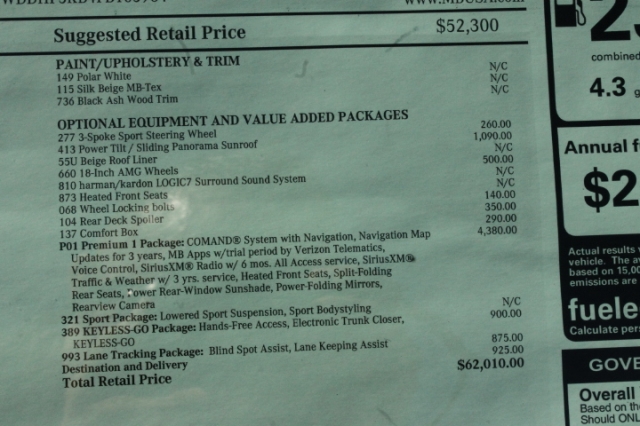 Suggested Retail Price $52,300
PAINT/UPHOLSTERY & TRIM
149 Polar White N/C
115 Silk Beige MB-Tex N/C
736 Black Ash Wood Trim N/C
OPTIONAL EQUIPMENT AND VALUE ADDED PACKAGES
277 3-Spoke Sport Steering Wheel 260.00
413 Power Tilt / Sliding Panorama Sunroof 1,090.00
55U Beige Roof Liner N/C
660 18-Inch AMG Wheels 500.00
810 harman/kardon LOGIC7 Surround Sound System N/C
873 Heated Front Seats N/C
068 Wheel Locking bolts 140.00
104 Rear Deck Spoiler 350.00
137 Comfort Box 290.00
P01 Premium 1 Package: COMAND® System with Navigation, Navigation Map 4,380.00
Updates for 3 years, MB Apps w/trial period by Verizon Telematics,
Voice Control, SiriusXM® Radio w/ 6 mos. All Access service, SiriusXM®
Traffic & Weather w/ 3 yrs. service, Heated Front Seats, Split-Folding
Rear Seats, Power Rear-Window Sunshade, Power-Folding Mirrors,
Rearview Camera
321 Sport Package: Lowered Sport Suspension, Sport Bodystyling N/C
389 KEYLESS-GO Package: Hands-Free Access, Electronic Trunk Closer, 900.00
KEYLESS-GO
993 Lane Tracking Package: Blind Spot Assist, Lane Keeping Assist 875.00
Destination and Delivery 925.00
Total Retail Price $62,010.00
combined
4.3
Annual f
$2
Actual results
vehicle. The
based on 15,00
emissions are
fuele
Calculate per
GOVE
Overall
Based on the
Should ONL